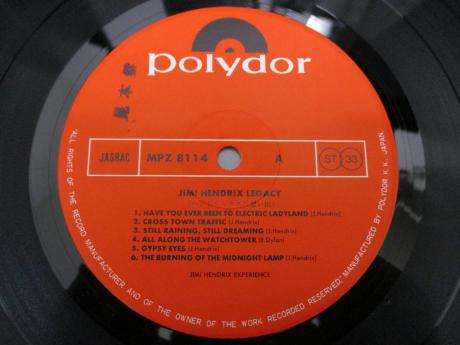 polydor
見本盤
JASRAC
MPZ 8114
A
ST 33
JIMI HENDRIX LEGACY
1. HAVE YOU EVER BEEN TO ELECTRIC LADYLAND (J.Hendrix)
2. CROSS TOWN TRAFFIC (J.Hendrix)
3. STILL RAINING, STILL DREAMING (J.Hendrix)
4. ALL ALONG THE WATCHTOWER (B.Dylan)
5. GYPSY EYES (J.Hendrix)
6. THE BURNING OF THE MIDNIGHT LAMP (J.Hendrix)
JIMI HENDRIX EXPERIENCE
ALL RIGHTS OF THE RECORD MANUFACTURER AND OF THE OWNER OF THE WORK RECORDED RESERVED; MANUFACTURED BY POLYDOR K.K., JAPAN.